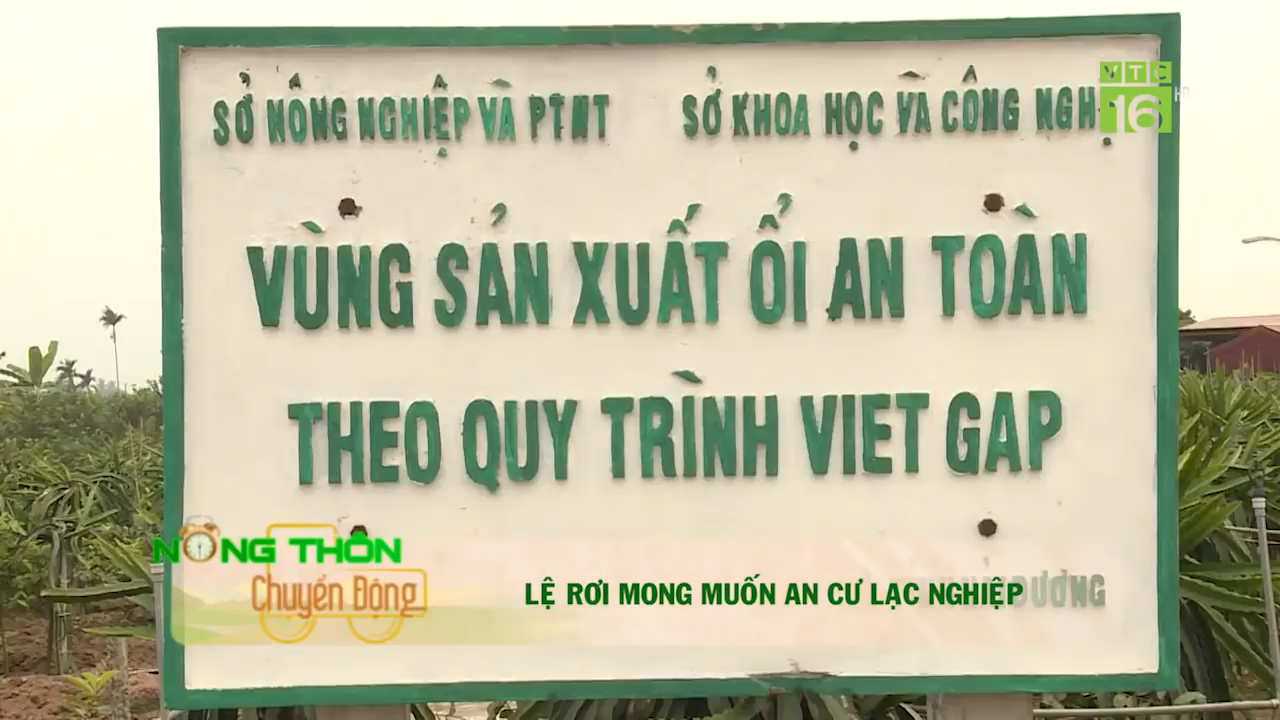 SỞ NÔNG NGHIỆP VÀ PTNT SỞ KHOA HỌC VÀ CÔNG NGHỆ
VTC
16
VÙNG SẢN XUẤT ỔI AN TOÀN
THEO QUY TRÌNH VIET GAP
NÔNG THÔN
Chuyển Động
LỆ RƠI MONG MUỐN AN CƯ LẠC NGHIỆP